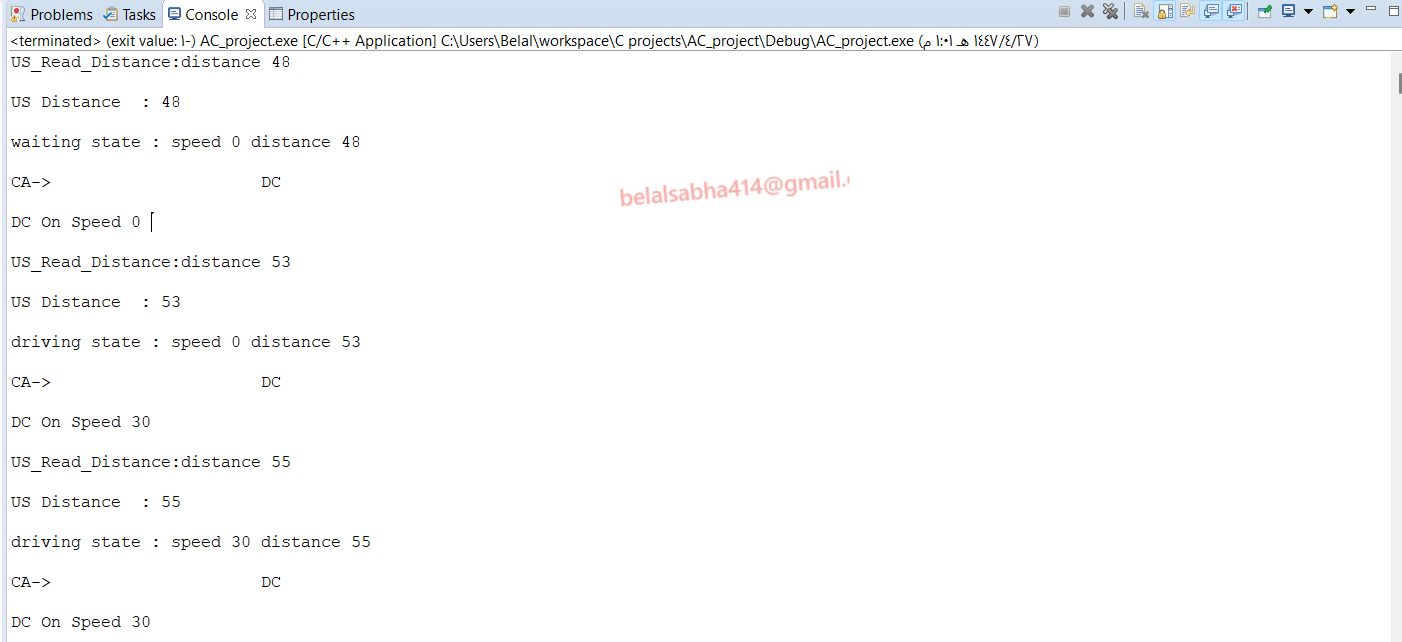 Problems Tasks Console Properties
<terminated> (exit value: ١-) AC_project.exe [C/C++ Application] C:\Users\Belal\workspace\C projects\AC_project\Debug\AC_project.exe (١٤٤٧/٤/٢٧ هـ ١:٠١ م)
US_Read_Distance:distance 48
US Distance : 48
waiting state : speed 0 distance 48
CA-> DC
belalsabha414@gmail.
DC On Speed 0
US_Read_Distance:distance 53
US Distance : 53
driving state : speed 0 distance 53
CA-> DC
DC On Speed 30
US_Read_Distance:distance 55
US Distance : 55
driving state : speed 30 distance 55
CA-> DC
DC On Speed 30